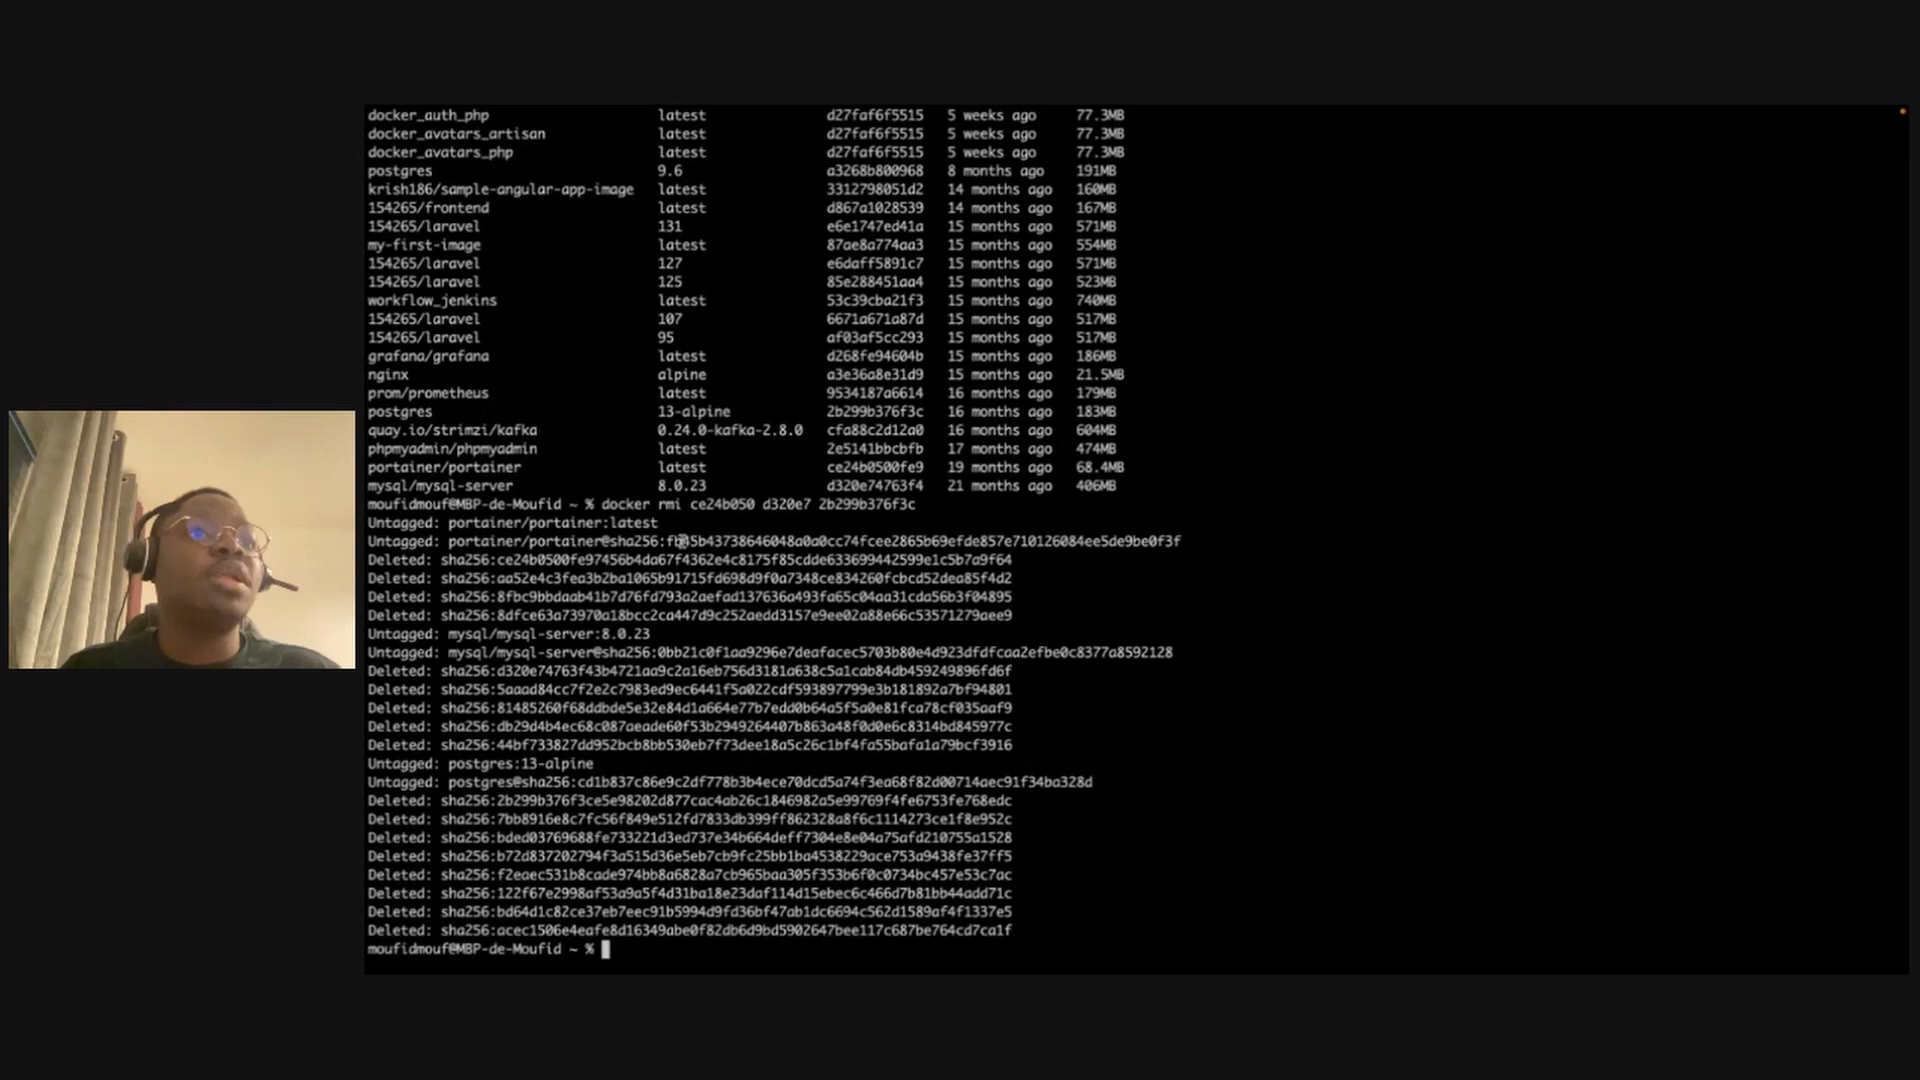 docker_auth_php latest d27faf6f5515 5 weeks ago 77.3MB
docker_avatars_artisan latest d27faf6f5515 5 weeks ago 77.3MB
docker_avatars_php latest d27faf6f5515 5 weeks ago 77.3MB
postgres 9.6 a3268b800968 8 months ago 191MB
krish186/sample-angular-app-image latest 3312798051d2 14 months ago 160MB
154265/frontend latest d867a1028539 14 months ago 167MB
154265/laravel 131 e6e1747ed41a 15 months ago 571MB
my-first-image latest 87ae8a774aa3 15 months ago 554MB
154265/laravel 127 e6daff5891c7 15 months ago 571MB
154265/laravel 125 85e288451aa4 15 months ago 523MB
workflow_jenkins latest 53c39cba21f3 15 months ago 740MB
154265/laravel 107 6671a671a87d 15 months ago 517MB
154265/laravel 95 af03af5cc293 15 months ago 517MB
grafana/grafana latest d268fe94604b 15 months ago 186MB
nginx alpine a3e36a8e31d9 15 months ago 21.5MB
prom/prometheus latest 9534187a6614 16 months ago 179MB
postgres 13-alpine 2b299b376f3c 16 months ago 183MB
quay.io/strimzi/kafka 0.24.0-kafka-2.8.0 cfa88c2d12a0 16 months ago 604MB
phpmyadmin/phpmyadmin latest 2e5141bbcbfb 17 months ago 474MB
portainer/portainer latest ce24b0500fe9 19 months ago 68.4MB
mysql/mysql-server 8.0.23 d320e74763f4 21 months ago 406MB
moufidmouf@MBP-de-Moufid ~ % docker rmi ce24b050 d320e7 2b299b376f3c
Untagged: portainer/portainer:latest
Untagged: portainer/portainer@sha256:fb45b43738646048a0a0cc74fcee2865b69efde857e710126084ee5de9be0f3f
Deleted: sha256:ce24b0500fe97456b4da67f4362e4c8175f85cdde633699442599e1c5b7a9f64
Deleted: sha256:aa52e4c3fea3b2ba1065b91715fd698d9f0a7348ce834260fcbcd52dea85f4d2
Deleted: sha256:8fbc9bbdaab41b7d76fd793a2aefad137636a493fa65c04aa31cda56b3f04895
Deleted: sha256:8dfce63a73970a18bcc2ca447d9c252aedd3157e9ee02a88e66c53571279aee9
Untagged: mysql/mysql-server:8.0.23
Untagged: mysql/mysql-server@sha256:0bb21c0f1aa9296e7deafacec5703b80e4d923dfdfcaa2efbe0c8377a8592128
Deleted: sha256:d320e74763f43b4721aa9c2a16eb756d3181a638c5a1cab84db459249896fd6f
Deleted: sha256:5aaad84cc7f2e2c7983ed9ec6441f5a022cdf593897799e3b181892a7bf94801
Deleted: sha256:81485260f68ddbde5e32e84d1a664e77b7edd0b64a5f5a0e81fca78cf035aaf9
Deleted: sha256:db29d4b4ec68c087aeade60f53b2949264407b863a48f0d0e6c8314bd845977c
Deleted: sha256:44bf733827dd952bcb8bb530eb7f73dee18a5c26c1bf4fa55bafa1a79bcf3916
Untagged: postgres:13-alpine
Untagged: postgres@sha256:cd1b837c86e9c2df778b3b4ece70dcd5a74f3ea68f82d00714aec91f34ba328d
Deleted: sha256:2b299b376f3ce5e98202d877cac4ab26c1846982a5e99769f4fe6753fe768edc
Deleted: sha256:7bb8916e8c7fc56f849e512fd7833db399ff862328a8f6c1114273ce1f8e952c
Deleted: sha256:bded03769688fe733221d3ed737e34b664deff7304e8e04a75afd210755a1528
Deleted: sha256:b72d837202794f3a515d36e5eb7cb9fc25bb1ba4538229ace753a9438fe37ff5
Deleted: sha256:f2eaec531b8cade974bb8a6828a7cb965baa305f353b6f0c0734bc457e53c7ac
Deleted: sha256:122f67e2998af53a9a5f4d31ba18e23daf114d15ebec6c466d7b81bb44add71c
Deleted: sha256:bd64d1c82ce37eb7eec91b5994d9fd36bf47ab1dc6694c562d1589af4f1337e5
Deleted: sha256:acec1506e4eafe8d16349abe0f82db6d9bd5902647bee117c687be764cd7ca1f
moufidmouf@MBP-de-Moufid ~ %